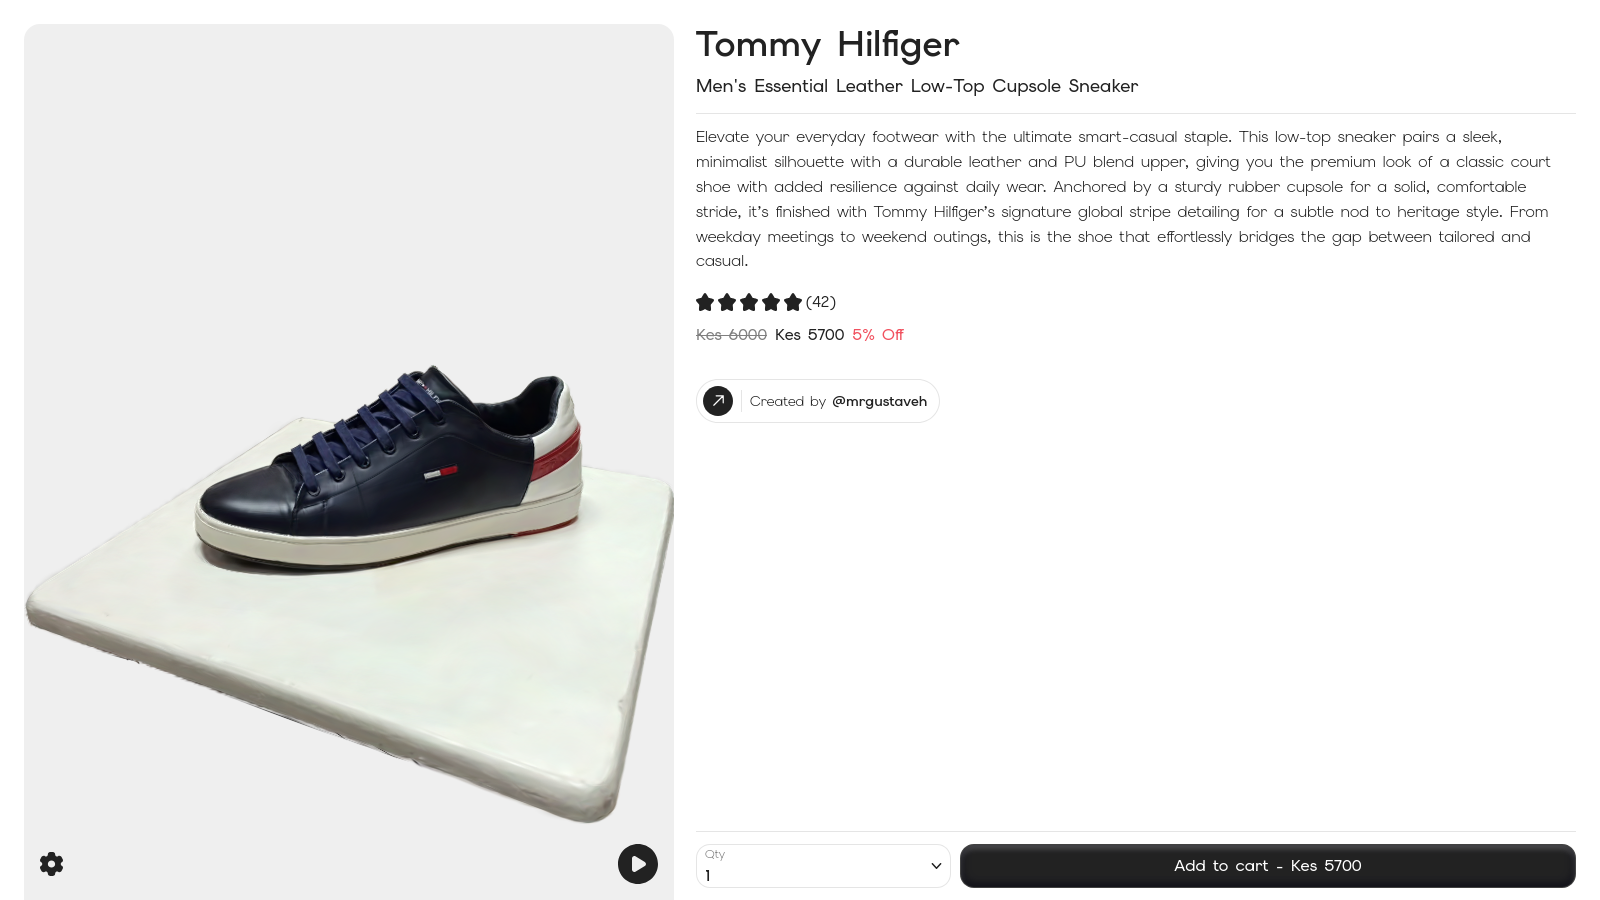 Tommy Hilfiger
Men's Essential Leather Low-Top Cupsole Sneaker
Elevate your everyday footwear with the ultimate smart-casual staple. This low-top sneaker pairs a sleek,
minimalist silhouette with a durable leather and PU blend upper, giving you the premium look of a classic court
shoe with added resilience against daily wear. Anchored by a sturdy rubber cupsole for a solid, comfortable
stride, it’s finished with Tommy Hilfiger’s signature global stripe detailing for a subtle nod to heritage style. From
weekday meetings to weekend outings, this is the shoe that effortlessly bridges the gap between tailored and
casual.
(42)
Kes 6000 Kes 5700 5% Off
Created by @mrgustaveh
Qty
1
Add to cart - Kes 5700